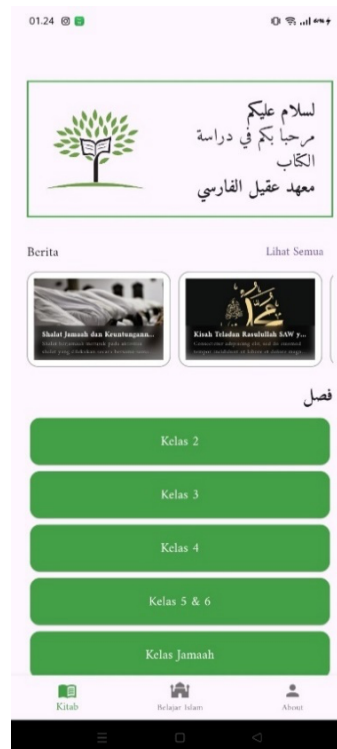 01.24
لسلام عليكم
مرحبا بكم في دراسة
الكتاب
معهد عقيل الفارسي
Berita
Lihat Semua
Shalat Jamaah dan Keuntungann...
Kisah Teladan Rasulullah SAW y...
فصل
Kelas 2
Kelas 3
Kelas 4
Kelas 5 & 6
Kelas Jamaah
Kitab
Belajar Islam
About